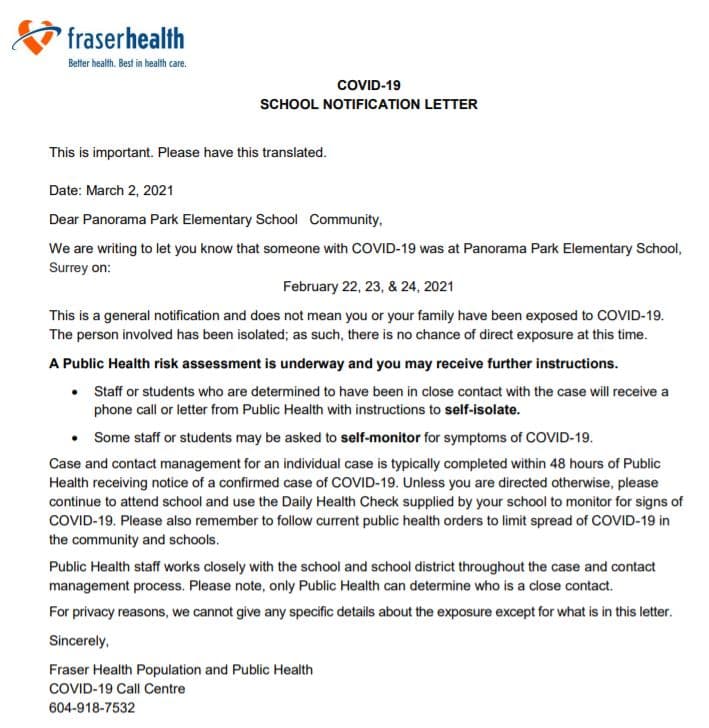 fraserhealth
Better health. Best in health care.
COVID-19
SCHOOL NOTIFICATION LETTER
This is important. Please have this translated.
Date: March 2, 2021
Dear Panorama Park Elementary School   Community,
We are writing to let you know that someone with COVID-19 was at Panorama Park Elementary School,
Surrey on:
February 22, 23, & 24, 2021
This is a general notification and does not mean you or your family have been exposed to COVID-19.
The person involved has been isolated; as such, there is no chance of direct exposure at this time.
A Public Health risk assessment is underway and you may receive further instructions.
• Staff or students who are determined to have been in close contact with the case will receive a
phone call or letter from Public Health with instructions to self-isolate.
• Some staff or students may be asked to self-monitor for symptoms of COVID-19.
Case and contact management for an individual case is typically completed within 48 hours of Public
Health receiving notice of a confirmed case of COVID-19. Unless you are directed otherwise, please
continue to attend school and use the Daily Health Check supplied by your school to monitor for signs of
COVID-19. Please also remember to follow current public health orders to limit spread of COVID-19 in
the community and schools.
Public Health staff works closely with the school and school district throughout the case and contact
management process. Please note, only Public Health can determine who is a close contact.
For privacy reasons, we cannot give any specific details about the exposure except for what is in this letter.
Sincerely,
Fraser Health Population and Public Health
COVID-19 Call Centre
604-918-7532